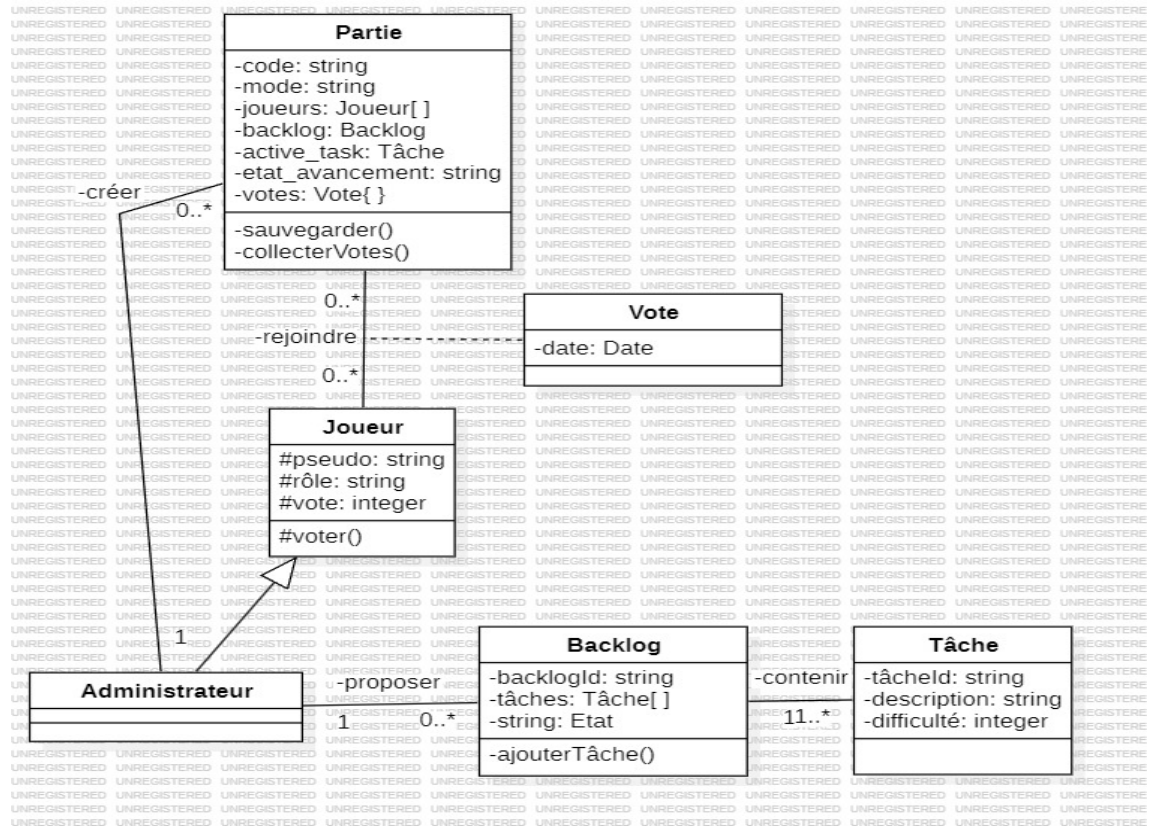 Partie
-code: string
-mode: string
-joueurs: Joueur[ ]
-backlog: Backlog
-active_task: Tâche
-etat_avancement: string
-votes: Vote{ }
-sauvegarder()
-collecterVotes()
-créer
0..*
0..*
-rejoindre
0..*
Vote
-date: Date
Joueur
#pseudo: string
#rôle: string
#vote: integer
#voter()
1
Administrateur
-proposer
1
0..*
Backlog
-backlogId: string
-tâches: Tâche[ ]
-string: Etat
-ajouterTâche()
-contenir
11..*
Tâche
-tâcheId: string
-description: string
-difficulté: integer
UNREGISTERED